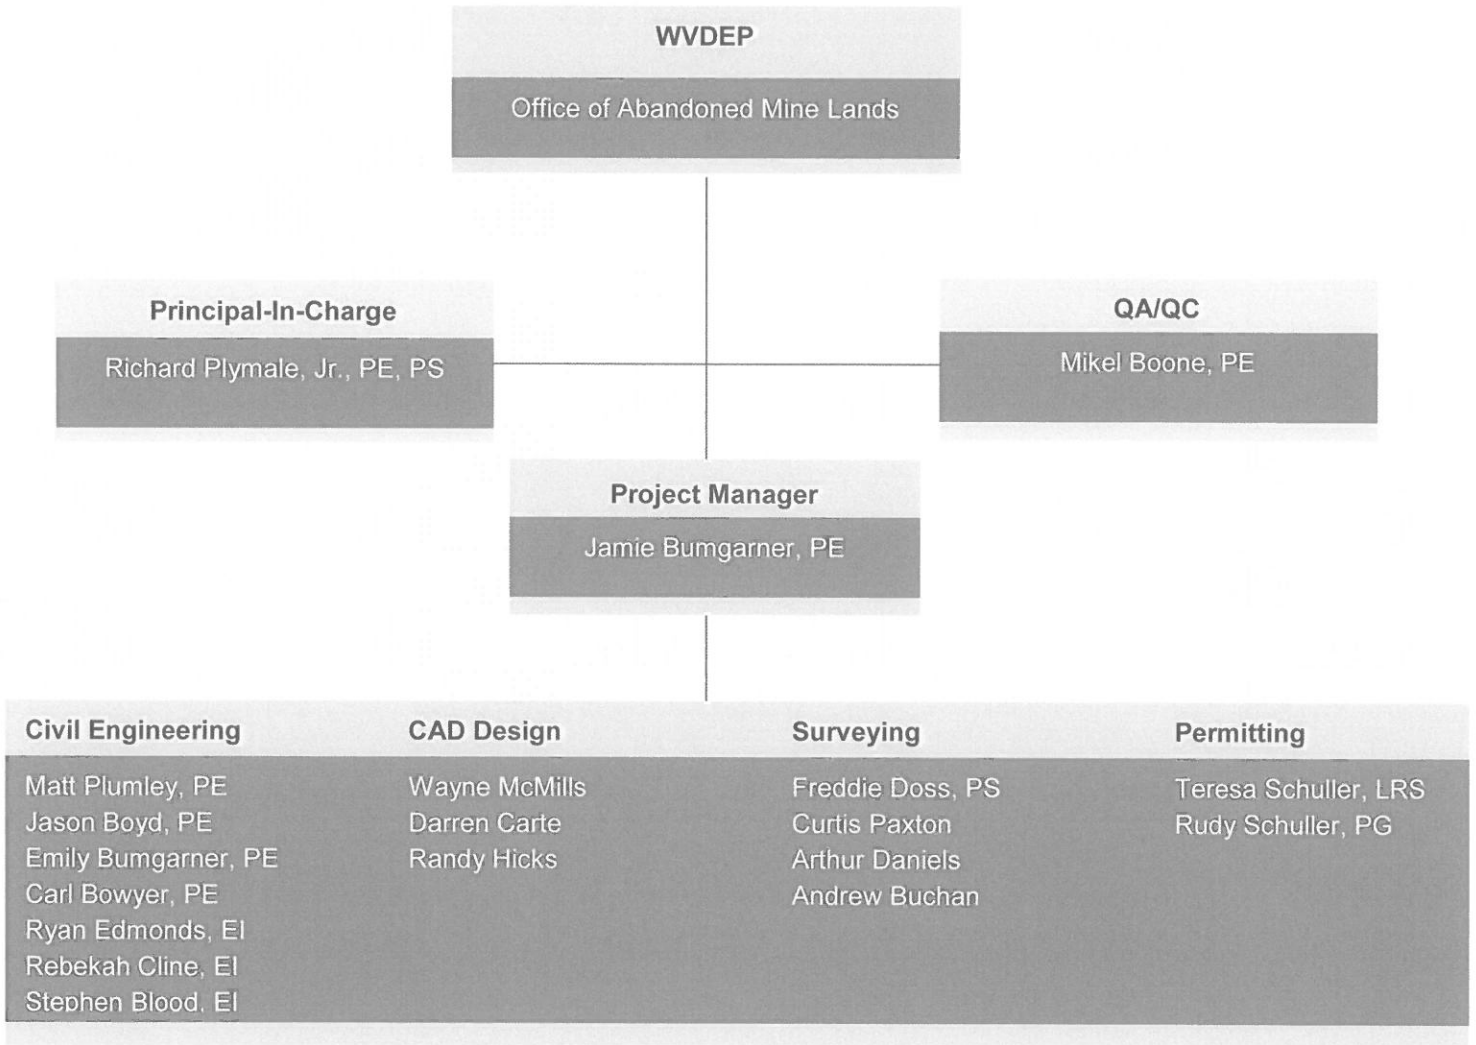 WVDEP
Office of Abandoned Mine Lands
Principal-In-Charge
Richard Plymale, Jr., PE, PS
QA/QC
Mikel Boone, PE
Project Manager
Jamie Bumgarner, PE
Civil Engineering
Matt Plumley, PE
Jason Boyd, PE
Emily Bumgarner, PE
Carl Bowyer, PE
Ryan Edmonds, EI
Rebekah Cline, EI
Stephen Blood, EI
CAD Design
Wayne McMills
Darren Carte
Randy Hicks
Surveying
Freddie Doss, PS
Curtis Paxton
Arthur Daniels
Andrew Buchan
Permitting
Teresa Schuller, LRS
Rudy Schuller, PG